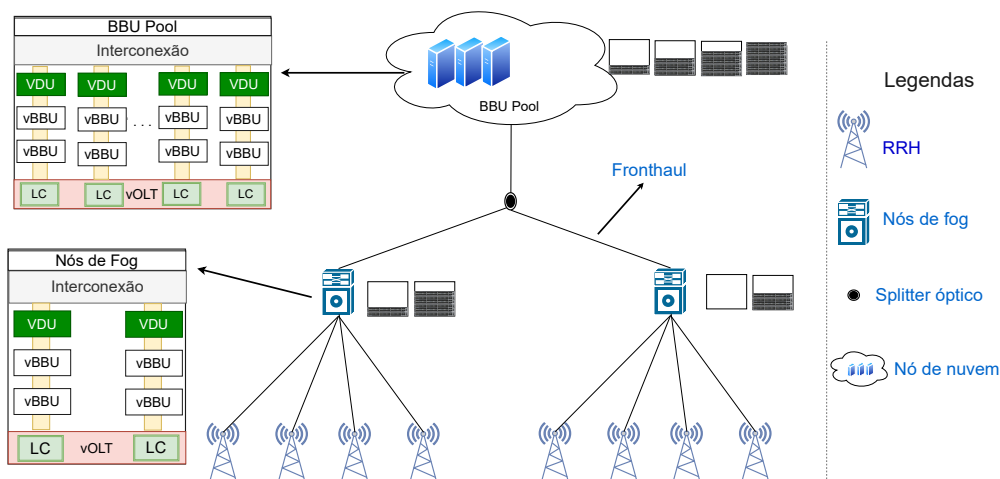 BBU Pool
Interconexão
VDU VDU VDU VDU
vBBU vBBU vBBU vBBU
. . .
vBBU vBBU vBBU vBBU
LC LC vOLT LC LC
BBU Pool
Fronthaul
Nós de Fog
Interconexão
VDU VDU
vBBU vBBU
vBBU vBBU
LC vOLT LC
Legendas
RRH
Nós de fog
Splitter óptico
Nó de nuvem